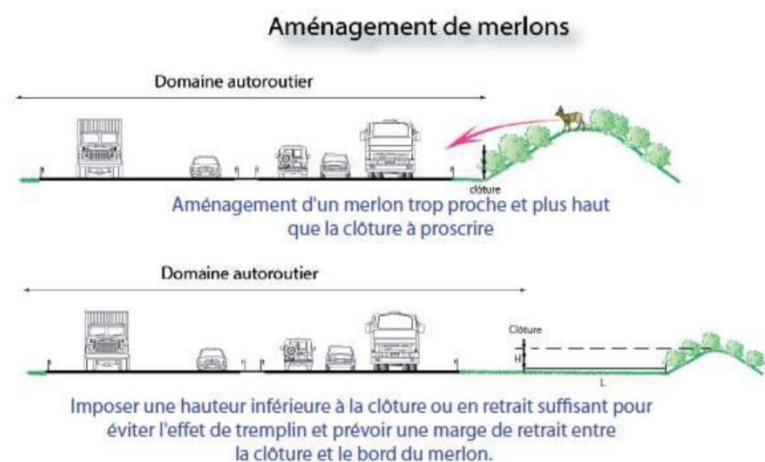 Aménagement de merlons
Domaine autoroutier
clôture
Aménagement d'un merlon trop proche et plus haut
que la clôture à proscrire
Domaine autoroutier
Clôture
H
L
Imposer une hauteur inférieure à la clôture ou en retrait suffisant pour
éviter l'effet de tremplin et prévoir une marge de retrait entre
la clôture et le bord du merlon.